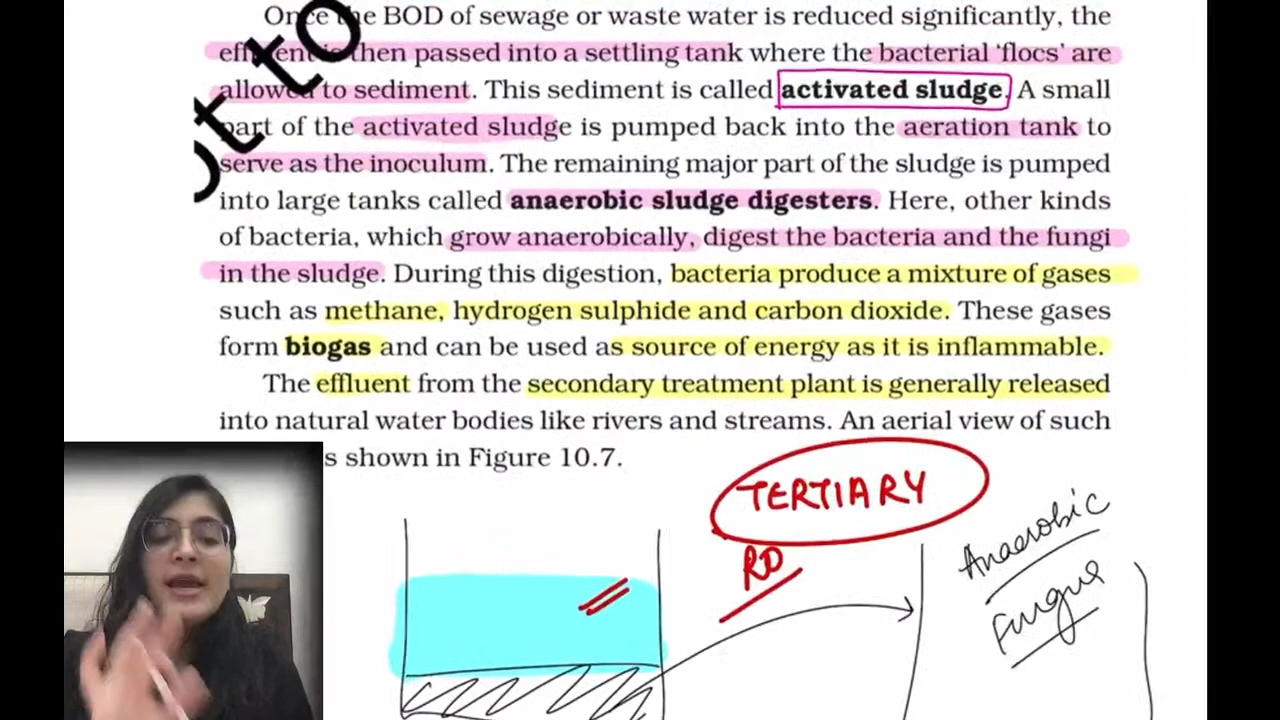 Once the BOD of sewage or waste water is reduced significantly, the
effluent is then passed into a settling tank where the bacterial ‘flocs’ are
allowed to sediment. This sediment is called activated sludge. A small
part of the activated sludge is pumped back into the aeration tank to
serve as the inoculum. The remaining major part of the sludge is pumped
into large tanks called anaerobic sludge digesters. Here, other kinds
of bacteria, which grow anaerobically, digest the bacteria and the fungi
in the sludge. During this digestion, bacteria produce a mixture of gases
such as methane, hydrogen sulphide and carbon dioxide. These gases
form biogas and can be used as source of energy as it is inflammable.
The effluent from the secondary treatment plant is generally released
into natural water bodies like rivers and streams. An aerial view of such
s shown in Figure 10.7.
ot to
TERTIARY
RO
Anaerobic
Fungue